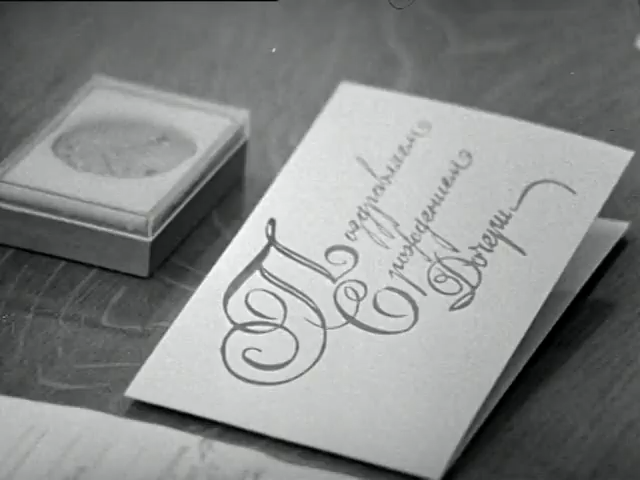 Поздравляем
С рождением
Дочери